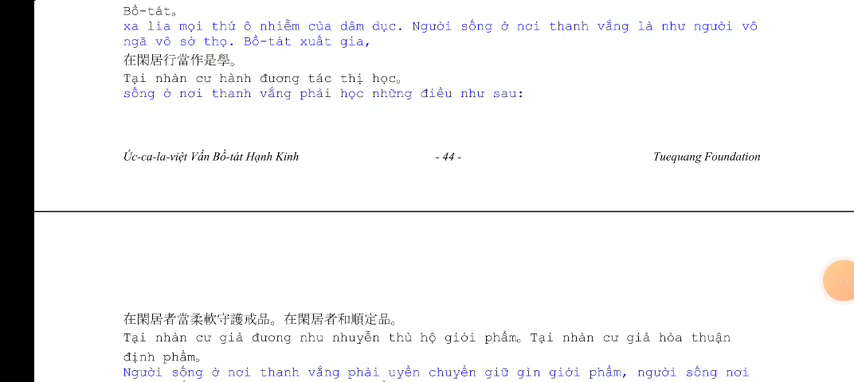 Bồ-tát。
xa lìa mọi thứ ô nhiễm của dâm dục. Người sống ở nơi thanh vắng là như người vô
ngã vô sở thọ. Bồ-tát xuất gia,
在閑居行當作是學。
Tại nhàn cư hành đương tác thị học。
sống ở nơi thanh vắng phải học những điều như sau:
Úc-ca-la-việt Vấn Bồ-tát Hạnh Kinh - 44 - Tuequang Foundation
在閑居者當柔軟守護戒品。在閑居者和順定品。
Tại nhàn cư giả đương nhu nhuyễn thủ hộ giới phẩm。Tại nhàn cư giả hòa thuận
định phẩm。
Người sống ở nơi thanh vắng phải uyển chuyển giữ gìn giới phẩm, người sống nơi